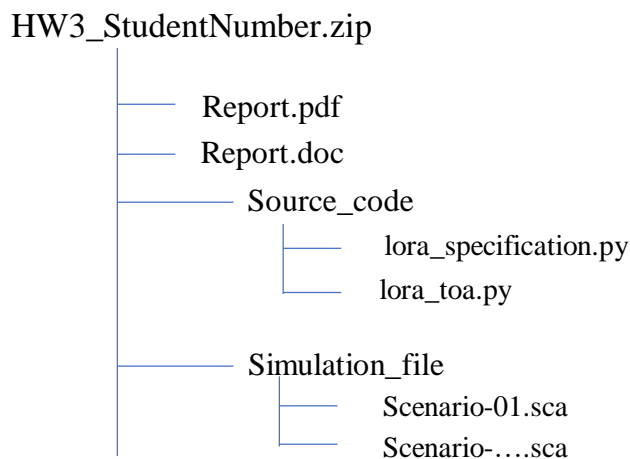 HW3_StudentNumber.zip
Report.pdf
Report.doc
Source_code
lora_specification.py
lora_toa.py
Simulation_file
Scenario-01.sca
Scenario-….sca